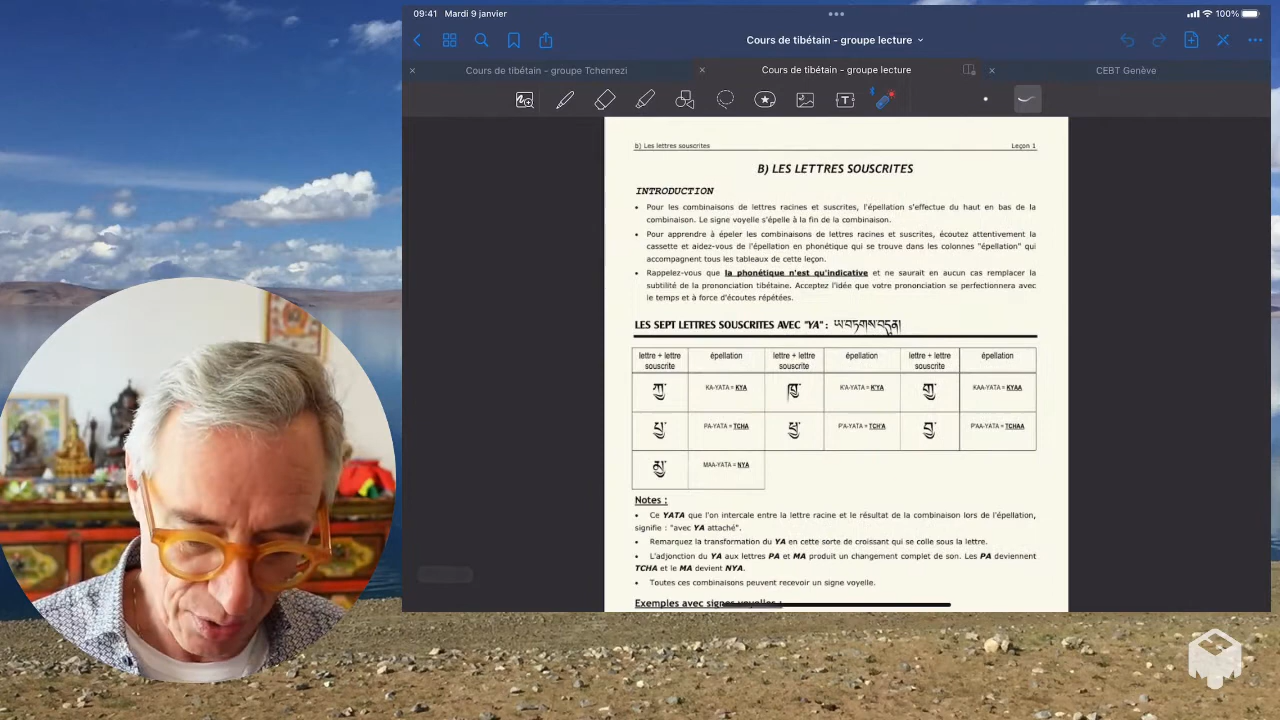 09:41 Mardi 9 janvier
100%
Cours de tibétain - groupe lecture
Cours de tibétain - groupe Tchenrezi
Cours de tibétain - groupe lecture
CEBT Genève
b) Les lettres souscrites Leçon 1
B) LES LETTRES SOUSCRITES
INTRODUCTION
• Pour les combinaisons de lettres racines et suscrites, l'épellation s'effectue du haut en bas de la
combinaison. Le signe voyelle s'épelle à la fin de la combinaison.
• Pour apprendre à épeler les combinaisons de lettres racines et suscrites, écoutez attentivement la
cassette et aidez-vous de l'épellation en phonétique qui se trouve dans les colonnes "épellation" qui
accompagnent tous les tableaux de cette leçon.
• Rappelez-vous que la phonétique n'est qu'indicative et ne saurait en aucun cas remplacer la
subtilité de la prononciation tibétaine. Acceptez l'idée que votre prononciation se perfectionnera avec
le temps et à force d'écoutes répétées.
LES SEPT LETTRES SOUSCRITES AVEC "YA" : ཡ་བཏགས་བདུན།
lettre + lettre souscrite épellation lettre + lettre souscrite épellation lettre + lettre souscrite épellation
ཀྱ KA-YATA = KYA ཁྱ K'A-YATA = K'YA གྱ KAA-YATA = KYAA
པྱ PA-YATA = TCHA ཕྱ P'A-YATA = TCH'A བྱ P'AA-YATA = TCHAA
མྱ MAA-YATA = NYA
Notes :
• Ce YATA que l'on intercale entre la lettre racine et le résultat de la combinaison lors de l'épellation,
signifie : "avec YA attaché".
• Remarquez la transformation du YA en cette sorte de croissant qui se colle sous la lettre.
• L'adjonction du YA aux lettres PA et MA produit un changement complet de son. Les PA deviennent
TCHA et le MA devient NYA.
• Toutes ces combinaisons peuvent recevoir un signe voyelle.
Exemples avec signes voyelles :